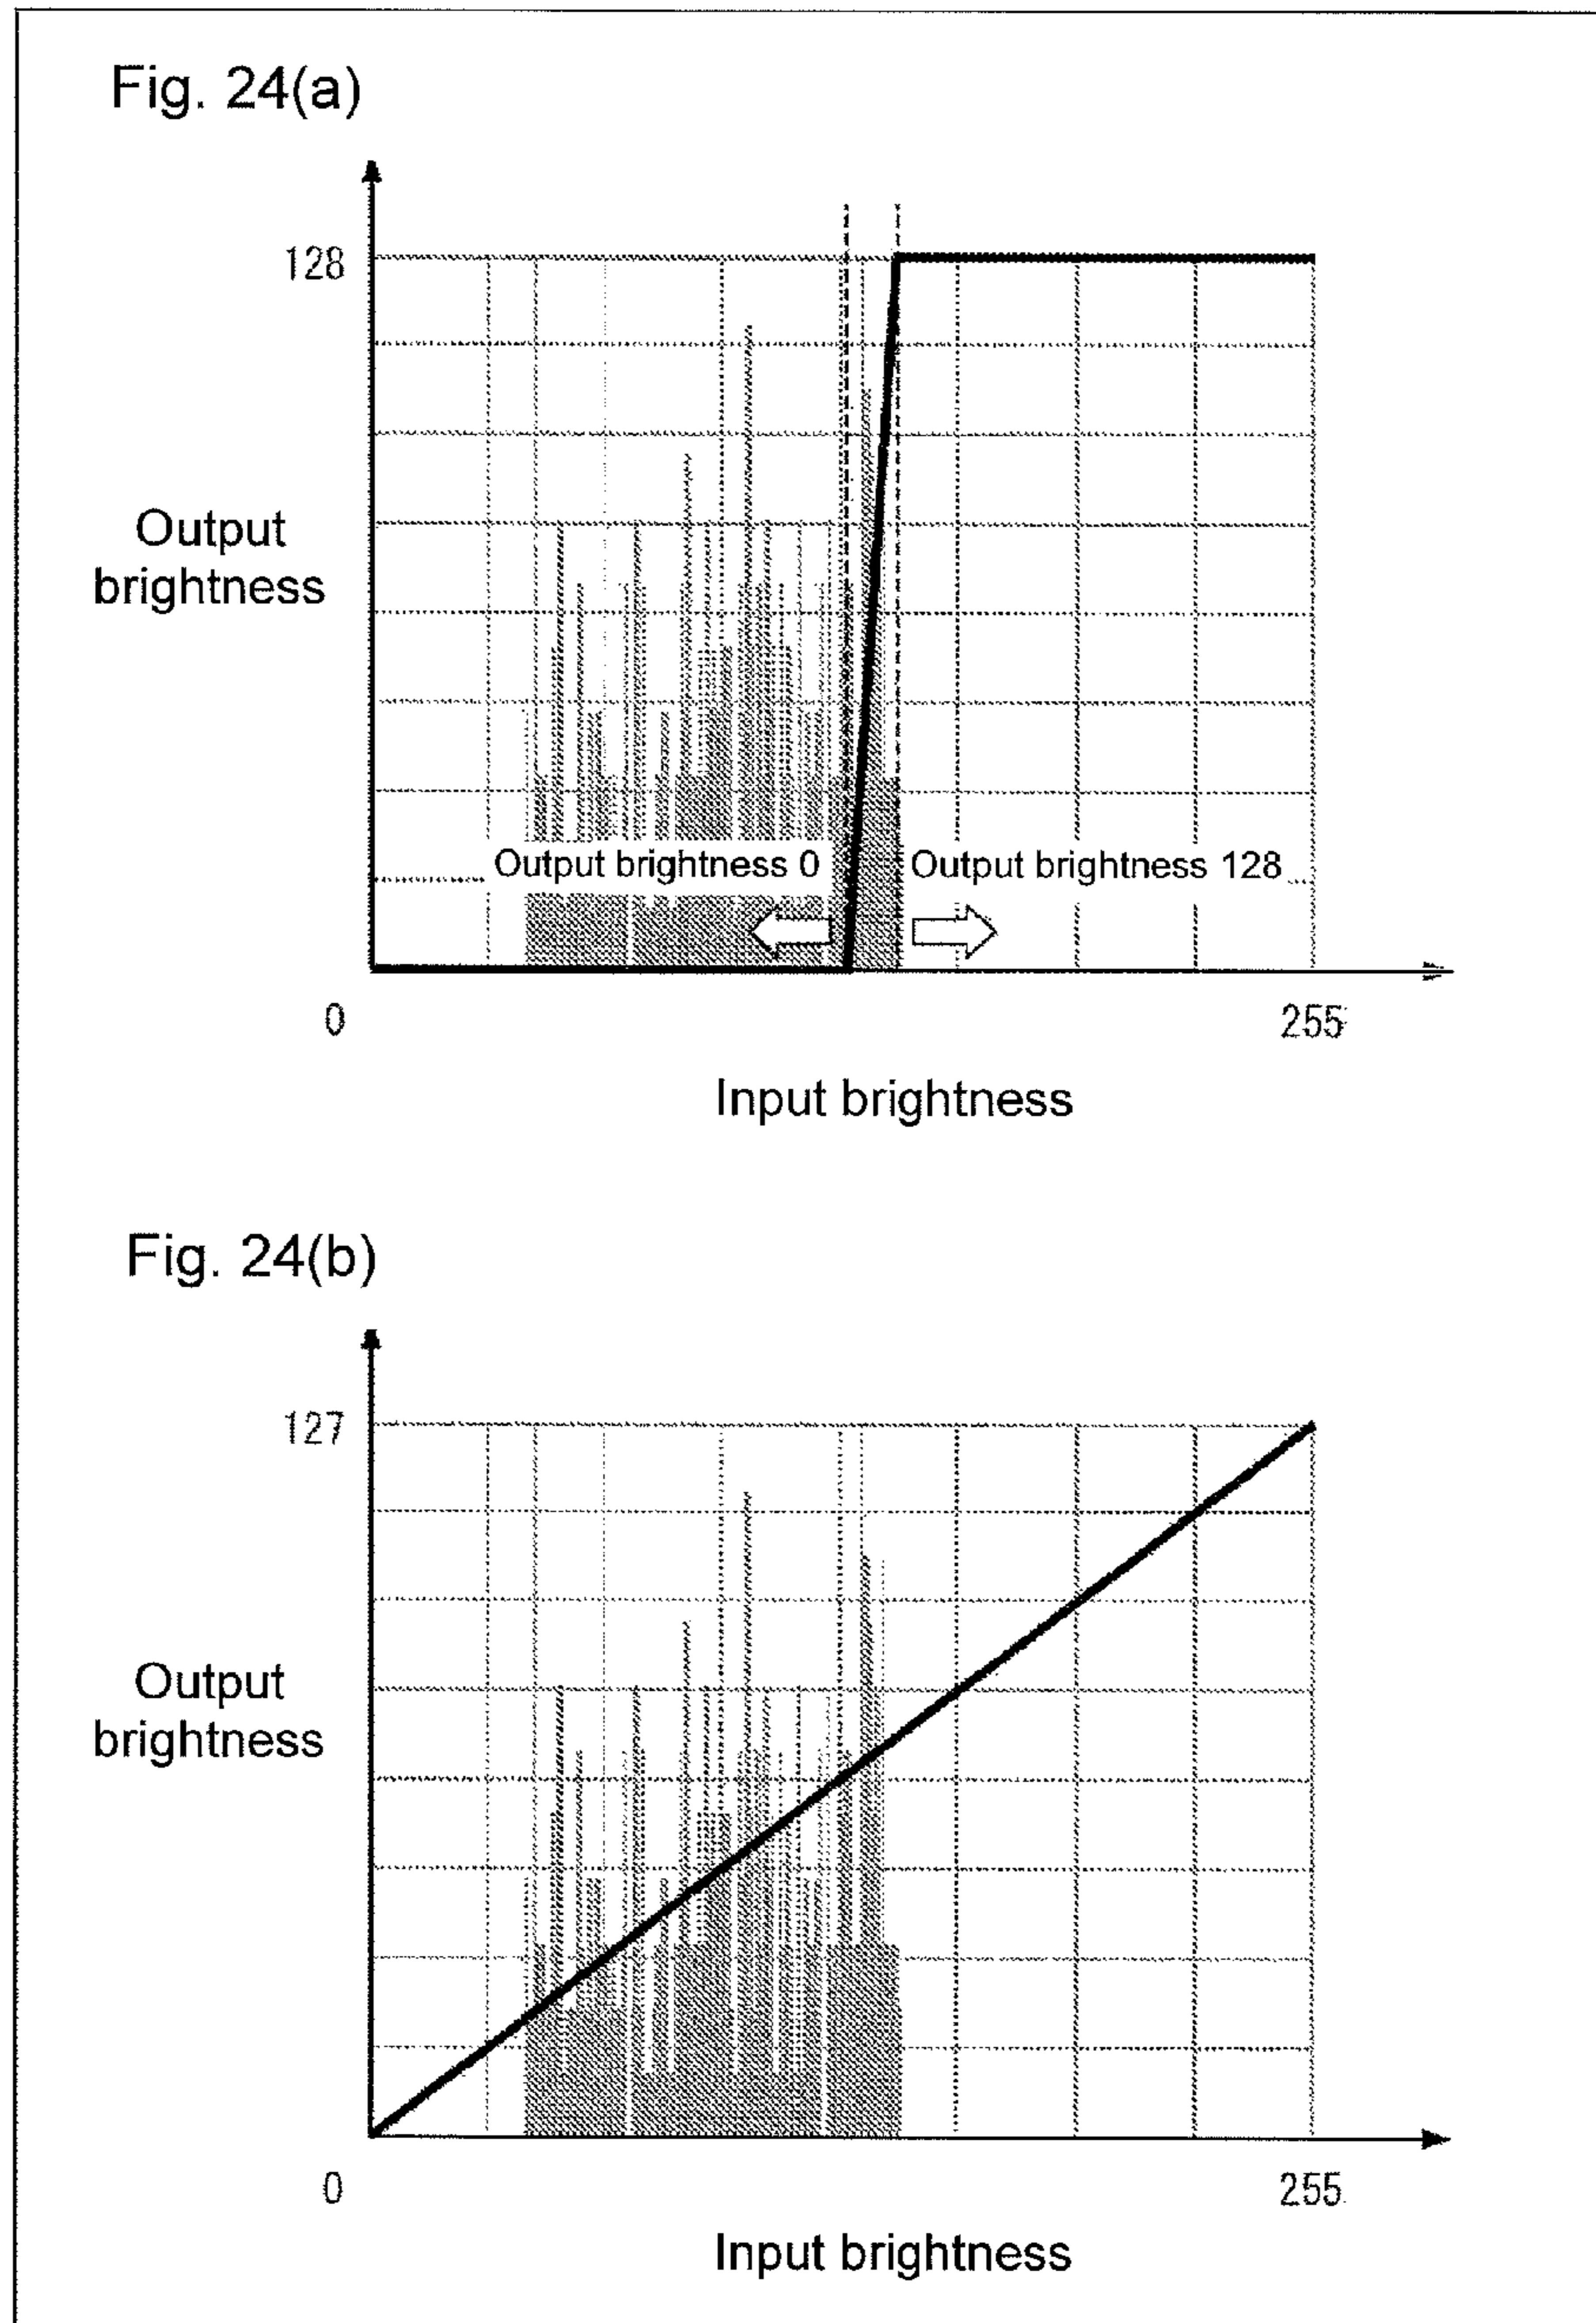 Fig. 24(a)
128
Output
brightness
Output brightness 0
Output brightness 128
0
255
Input brightness
Fig. 24(b)
127
Output
brightness
0
255
Input brightness